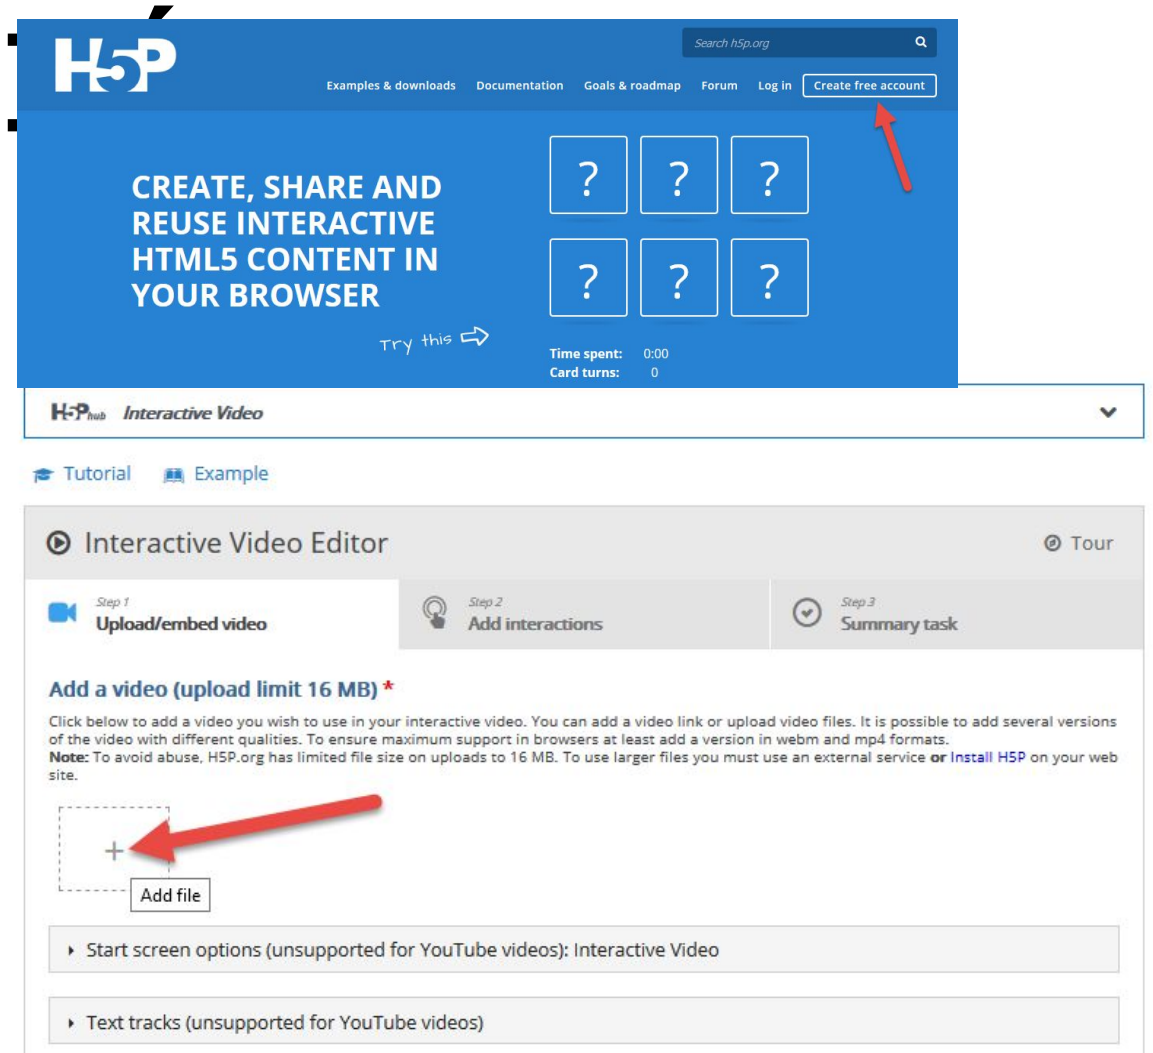 H5P
Search h5p.org
Examples & downloads Documentation Goals & roadmap Forum Log in Create free account
CREATE, SHARE AND
REUSE INTERACTIVE
HTML5 CONTENT IN
YOUR BROWSER
? ? ?
? ? ?
Try this
Time spent: 0:00
Card turns: 0
H5Phub Interactive Video
Tutorial Example
Interactive Video Editor
Tour
Step 1
Upload/embed video
Step 2
Add interactions
Step 3
Summary task
Add a video (upload limit 16 MB) *
Click below to add a video you wish to use in your interactive video. You can add a video link or upload video files. It is possible to add several versions
of the video with different qualities. To ensure maximum support in browsers at least add a version in webm and mp4 formats.
Note: To avoid abuse, H5P.org has limited file size on uploads to 16 MB. To use larger files you must use an external service or Install H5P on your web
site.
+
Add file
Start screen options (unsupported for YouTube videos): Interactive Video
Text tracks (unsupported for YouTube videos)